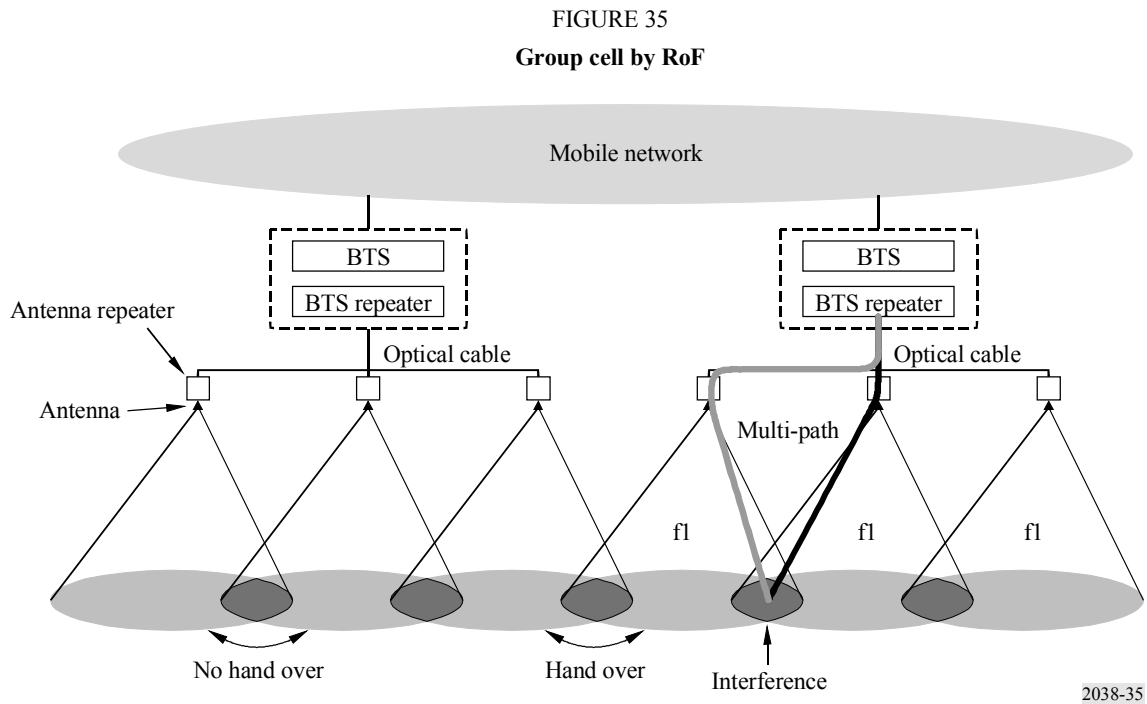 FIGURE 35
Group cell by RoF
Mobile network
BTS
BTS
BTS repeater
BTS repeater
Antenna repeater
Optical cable
Optical cable
Antenna
Multi-path
f1
f1
f1
No hand over
Hand over
Interference
2038-35